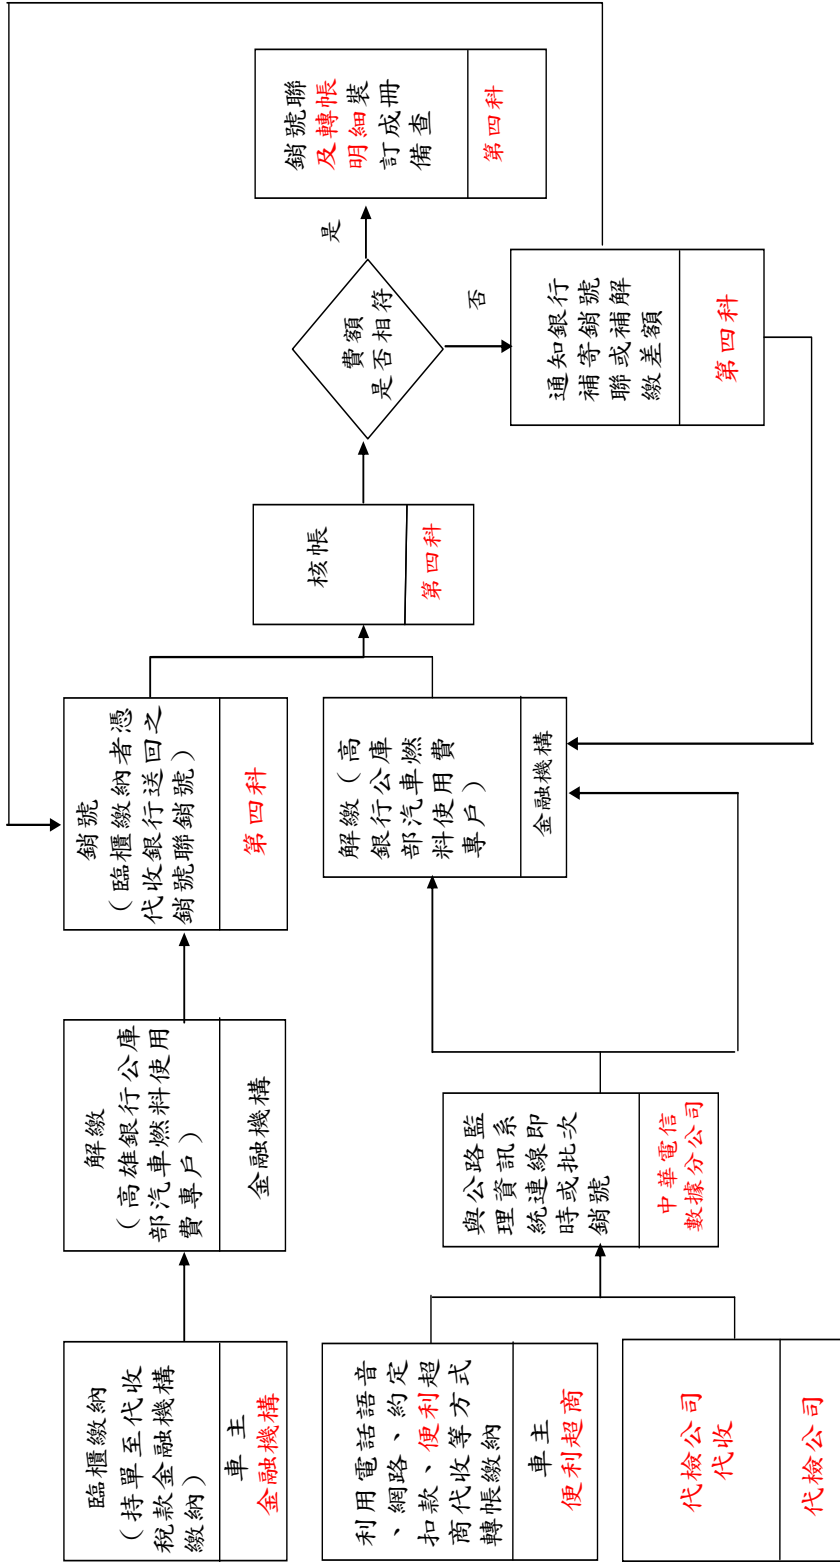 臨櫃繳納
（持單至代收
稅款金融機構
繳納）
車 主
金融機構
解繳
（高雄銀行公庫
部汽車燃料使用
費專戶）
金融機構
銷號
（臨櫃繳納者憑
代收銀行送回之
銷號聯銷號）
第四科
利用電話語音
、網路、約定
扣款、便利超
商代收等方式
轉帳繳納
車主
便利超商
代檢公司
代收
代檢公司
與公路監
理資訊系
統連線即
時或批次
銷號
中華電信
數據分公司
解繳（高
銀行公庫
部汽車燃
料使用費
專戶）
金融機構
核帳
第四科
費額
是否相符
是
銷號聯
及轉帳
明細裝
訂成冊
備查
第四科
否
通知銀行
補寄銷號
聯或補解
繳差額
第四科